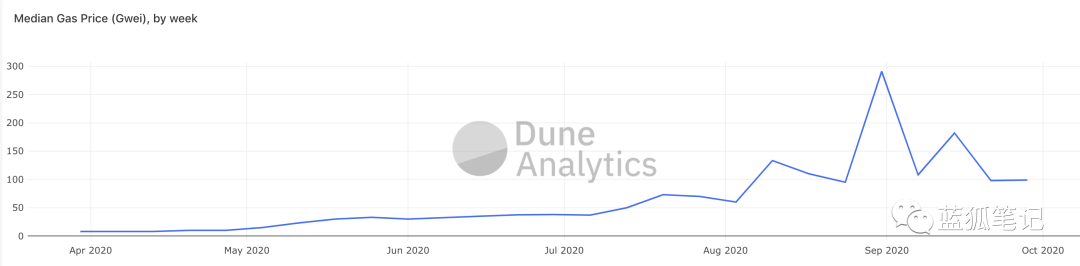 Median Gas Price (Gwei), by week
300
250
200
150
100
50
0
Dune
Analytics
蓝狐笔记
Apr 2020 May 2020 Jun 2020 Jul 2020 Aug 2020 Sep 2020 Oct 2020